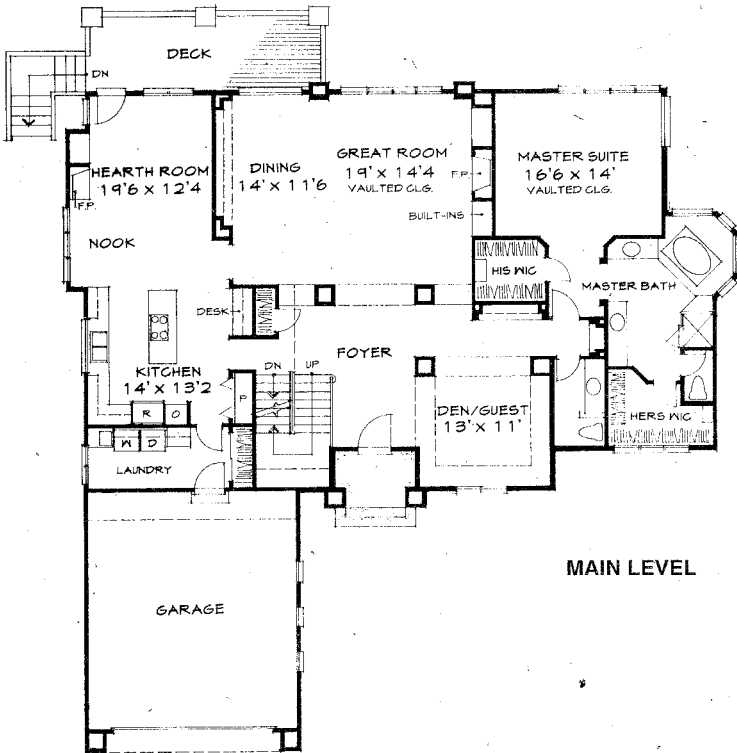 DECK
DN
HEARTH ROOM
19'6 x 12'4
F.P.
NOOK
DINING
14' x 11'6
GREAT ROOM
19' x 14'4
VAULTED CLG.
F.P.
BUILT-INS
MASTER SUITE
16'6 x 14'
VAULTED CLG.
HIS WIC
MASTER BATH
DESK
KITCHEN
14' x 13'2
R
O
P
DN
UP
FOYER
DEN/GUEST
13' x 11'
HERS WIC
W
D
LAUNDRY
MAIN LEVEL
GARAGE